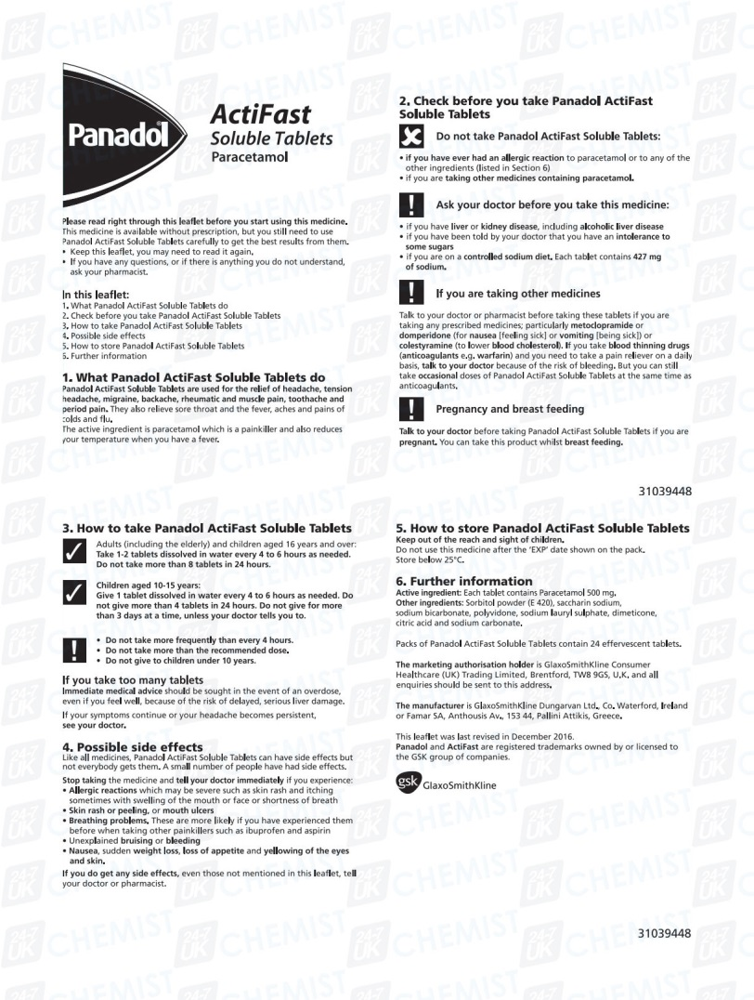 Panadol
ActiFast
Soluble Tablets
Paracetamol
Please read right through this leaflet before you start using this medicine.
This medicine is available without prescription, but you still need to use
Panadol ActiFast Soluble Tablets carefully to get the best results from them.
• Keep this leaflet, you may need to read it again.
• If you have any questions, or if there is anything you do not understand,
ask your pharmacist.
In this leaflet:
1. What Panadol ActiFast Soluble Tablets do
2. Check before you take Panadol ActiFast Soluble Tablets
3. How to take Panadol ActiFast Soluble Tablets
4. Possible side effects
5. How to store Panadol ActiFast Soluble Tablets
6. Further information
1. What Panadol ActiFast Soluble Tablets do
Panadol ActiFast Soluble Tablets are used for the relief of headache, tension
headache, migraine, backache, rheumatic and muscle pain, toothache and
period pain. They also relieve sore throat and the fever, aches and pains of
colds and flu.
The active ingredient is paracetamol which is a painkiller and also reduces
your temperature when you have a fever.
2. Check before you take Panadol ActiFast
Soluble Tablets
Do not take Panadol ActiFast Soluble Tablets:
• if you have ever had an allergic reaction to paracetamol or to any of the
other ingredients (listed in Section 6)
• if you are taking other medicines containing paracetamol.
! Ask your doctor before you take this medicine:
• if you have liver or kidney disease, including alcoholic liver disease
• if you have been told by your doctor that you have an intolerance to
some sugars
• if you are on a controlled sodium diet. Each tablet contains 427 mg
of sodium.
! If you are taking other medicines
Talk to your doctor or pharmacist before taking these tablets if you are
taking any prescribed medicines; particularly metoclopramide or
domperidone (for nausea [feeling sick] or vomiting [being sick]) or
colestyramine (to lower blood cholesterol). If you take blood thinning drugs
(anticoagulants e.g. warfarin) and you need to take a pain reliever on a daily
basis, talk to your doctor because of the risk of bleeding. But you can still
take occasional doses of Panadol ActiFast Soluble Tablets at the same time as
anticoagulants.
! Pregnancy and breast feeding
Talk to your doctor before taking Panadol ActiFast Soluble Tablets if you are
pregnant. You can take this product whilst breast feeding.
31039448
3. How to take Panadol ActiFast Soluble Tablets
Adults (including the elderly) and children aged 16 years and over:
Take 1-2 tablets dissolved in water every 4 to 6 hours as needed.
Do not take more than 8 tablets in 24 hours.
Children aged 10-15 years:
Give 1 tablet dissolved in water every 4 to 6 hours as needed. Do
not give more than 4 tablets in 24 hours. Do not give for more
than 3 days at a time, unless your doctor tells you to.
! • Do not take more frequently than every 4 hours.
• Do not take more than the recommended dose.
• Do not give to children under 10 years.
If you take too many tablets
Immediate medical advice should be sought in the event of an overdose,
even if you feel well, because of the risk of delayed, serious liver damage.
If your symptoms continue or your headache becomes persistent,
see your doctor.
4. Possible side effects
Like all medicines, Panadol ActiFast Soluble Tablets can have side effects but
not everybody gets them. A small number of people have had side effects.
Stop taking the medicine and tell your doctor immediately if you experience:
• Allergic reactions which may be severe such as skin rash and itching
sometimes with swelling of the mouth or face or shortness of breath
• Skin rash or peeling, or mouth ulcers
• Breathing problems. These are more likely if you have experienced them
before when taking other painkillers such as ibuprofen and aspirin
• Unexplained bruising or bleeding
• Nausea, sudden weight loss, loss of appetite and yellowing of the eyes
and skin.
If you do get any side effects, even those not mentioned in this leaflet, tell
your doctor or pharmacist.
5. How to store Panadol ActiFast Soluble Tablets
Keep out of the reach and sight of children.
Do not use this medicine after the 'EXP' date shown on the pack.
Store below 25°C.
6. Further information
Active ingredient: Each tablet contains Paracetamol 500 mg.
Other ingredients: Sorbitol powder (E 420), saccharin sodium,
sodium bicarbonate, polyvidone, sodium lauryl sulphate, dimeticone,
citric acid and sodium carbonate.
Packs of Panadol ActiFast Soluble Tablets contain 24 effervescent tablets.
The marketing authorisation holder is GlaxoSmithKline Consumer
Healthcare (UK) Trading Limited, Brentford, TW8 9GS, U.K. and all
enquiries should be sent to this address.
The manufacturer is GlaxoSmithKline Dungarvan Ltd., Co. Waterford, Ireland
or Famar SA, Anthousis Av., 153 44, Pallini Attikis, Greece.
This leaflet was last revised in December 2016.
Panadol and ActiFast are registered trademarks owned by or licensed to
the GSK group of companies.
gsk GlaxoSmithKline
31039448
24-7 UK CHEMIST